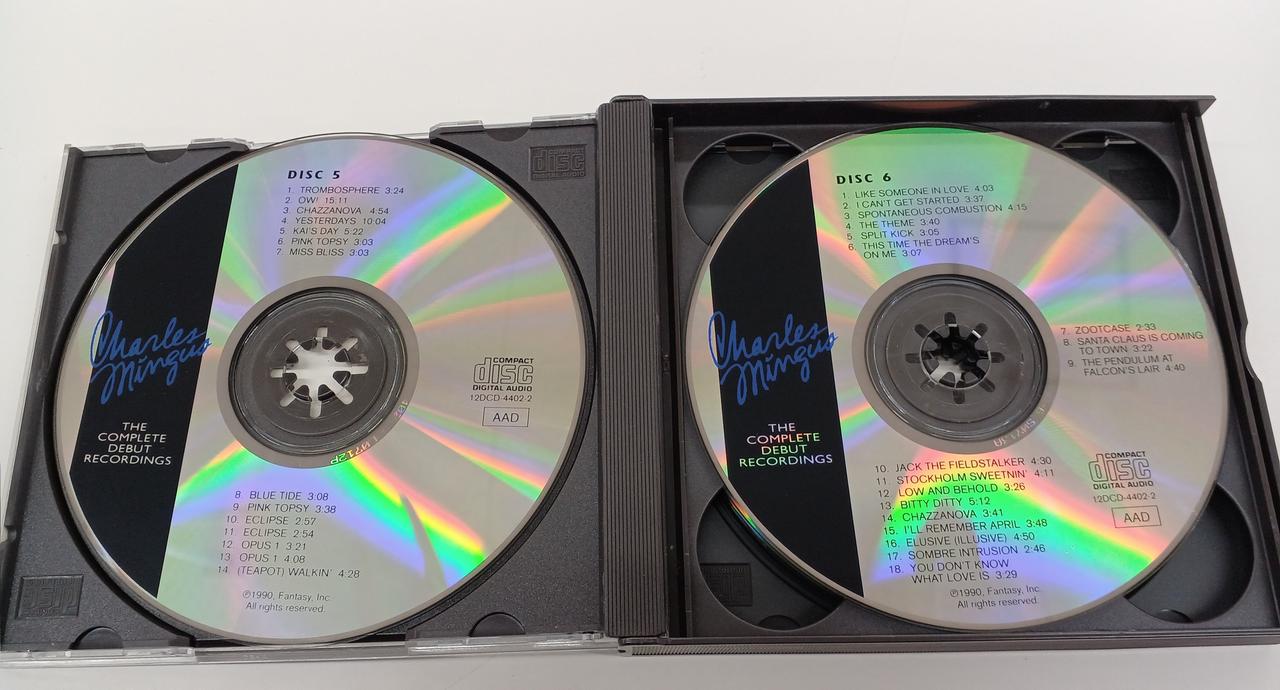 DISC 5
1. TROMBOSPHERE 3:24
2. OW! 15:11
3. CHAZZANOVA 4:54
4. YESTERDAYS 10:04
5. KAI'S DAY 5:22
6. PINK TOPSY 3:03
7. MISS BLISS 3:03
Charles
Mingus
THE
COMPLETE
DEBUT
RECORDINGS
COMPACT
disc
DIGITAL AUDIO
12DCD-4402-2
AAD
8 BLUE TIDE 3:08
9. PINK TOPSY 3:38
10. ECLIPSE 2:57
11. ECLIPSE 2:54
12. OPUS 1 3:21
13. OPUS 1 4:08
14. (TEAPOT) WALKIN' 4:28
℗1990, Fantasy, Inc.
All rights reserved.
disc
DIGITAL AUDIO
DISC 6
1. LIKE SOMEONE IN LOVE 4:03
2. I CAN'T GET STARTED 3:37
3 SPONTANEOUS COMBUSTION 4:15
4. THE THEME 3:40
5. SPLIT KICK 3:05
6. THIS TIME THE DREAM'S
ON ME 3:07
Charles
Mingus
THE
COMPLETE
DEBUT
RECORDINGS
7. ZOOTCASE 2:33
8. SANTA CLAUS IS COMING
TO TOWN 3:22
9. THE PENDULUM AT
FALCON'S LAIR 4:40
10. JACK THE FIELDSTALKER 4:30
11. STOCKHOLM SWEETNIN' 4:11
12 LOW AND BEHOLD 3:26
13. BITTY DITTY 5:12
14. CHAZZANOVA 3:41
15. I'LL REMEMBER APRIL 3:48
16. ELUSIVE (ILLUSIVE) 4:50
17. SOMBRE INTRUSION 2:46
18. YOU DON'T KNOW
WHAT LOVE IS 3:29
COMPACT
disc
DIGITAL AUDIO
12DCD-4402-2
AAD
℗1990, Fantasy, Inc.
All rights reserved.